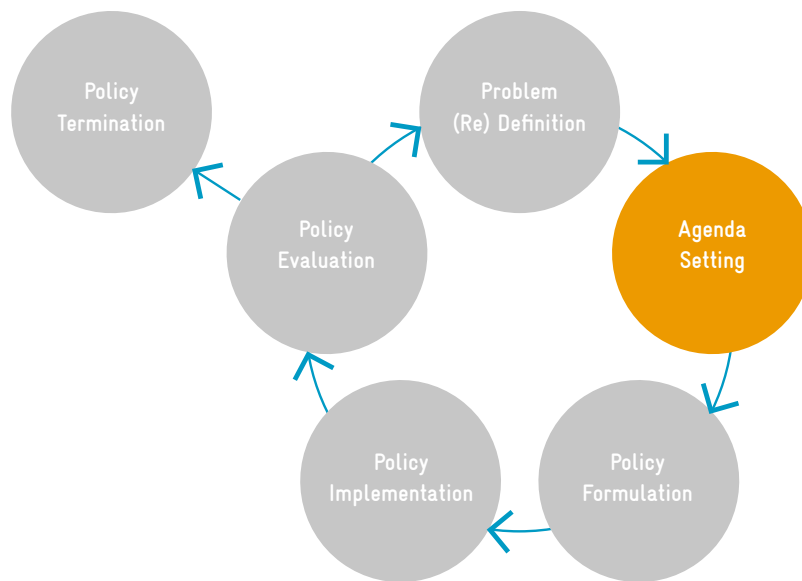 Policy
Termination
Problem
(Re) Definition
Agenda
Setting
Policy
Evaluation
Policy
Implementation
Policy
Formulation